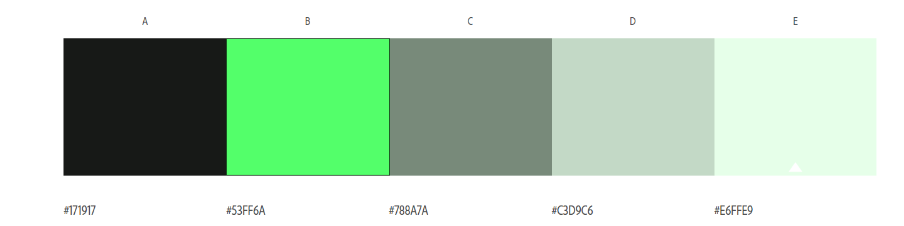 A B C D E
#171917 #53FF6A #788A7A #C3D9C6 #E6FFE9